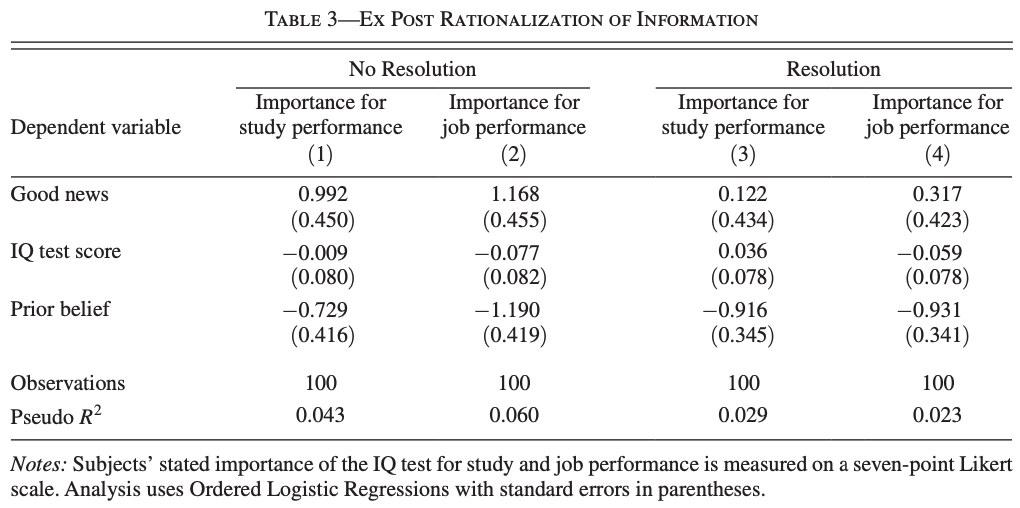 TABLE 3—EX POST RATIONALIZATION OF INFORMATION
No Resolution Resolution
Dependent variable Importance for study performance (1) Importance for job performance (2) Importance for study performance (3) Importance for job performance (4)
Good news 0.992 1.168 0.122 0.317
(0.450) (0.455) (0.434) (0.423)
IQ test score −0.009 −0.077 0.036 −0.059
(0.080) (0.082) (0.078) (0.078)
Prior belief −0.729 −1.190 −0.916 −0.931
(0.416) (0.419) (0.345) (0.341)
Observations 100 100 100 100
Pseudo R² 0.043 0.060 0.029 0.023
Notes: Subjects’ stated importance of the IQ test for study and job performance is measured on a seven-point Likert
scale. Analysis uses Ordered Logistic Regressions with standard errors in parentheses.